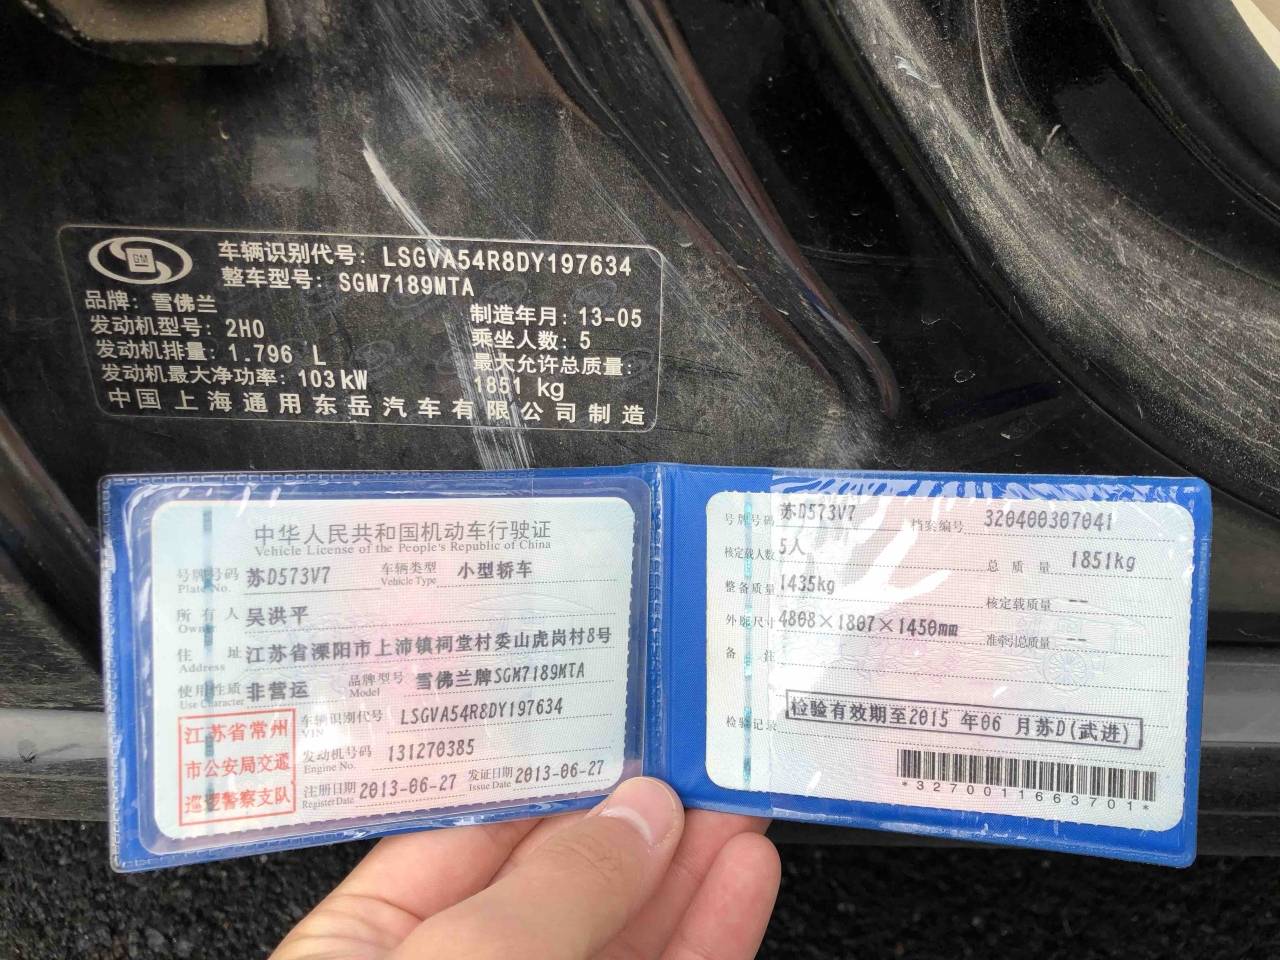 GM
车辆识别代号: LSGVA54R8DY197634
整车型号: SGM7189MTA
品牌: 雪佛兰
制造年月: 13-05
发动机型号: 2H0
乘坐人数: 5
发动机排量: 1.796 L
最大允许总质量:
1851 kg
发动机最大净功率: 103kW
中国上海通用东岳汽车有限公司制造
中华人民共和国机动车行驶证
Vehicle License of the People's Republic of China
号牌号码 苏D573V7 车辆类型 小型轿车
Plate No. Vehicle Type
所有人 吴洪平
Owner
住址 江苏省溧阳市上沛镇祠堂村委山虎岗村8号
Address
使用性质 非营运 品牌型号 雪佛兰牌SGM7189MTA
Use Character Model
江苏省常州
市公安局交通
巡逻警察支队
车辆识别代号 LSGVA54R8DY197634
VIN
发动机号码 131270385
Engine No.
注册日期 2013-06-27 发证日期 2013-06-27
Register Date Issue Date
号牌号码 苏D573V7 档案编号 320400307041
核定载人数 5人 总质量 1851kg
整备质量 1435kg 核定载质量 --
外廓尺寸 4808×1807×1450mm 准牵引总质量 --
备注
检验记录 检验有效期至2015年06月苏D(武进)
*3270011663701*